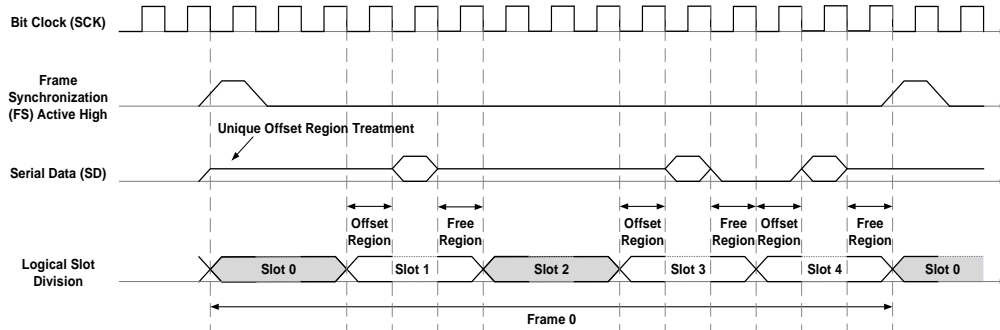 Bit Clock (SCK)
Frame
Synchronization
(FS) Active High
Unique Offset Region Treatment
Serial Data (SD)
Offset
Region
Free
Region
Offset
Region
Free
Region
Offset
Region
Free
Region
Logical Slot
Division
Slot 0
Slot 1
Slot 2
Slot 3
Slot 4
Slot 0
Frame 0